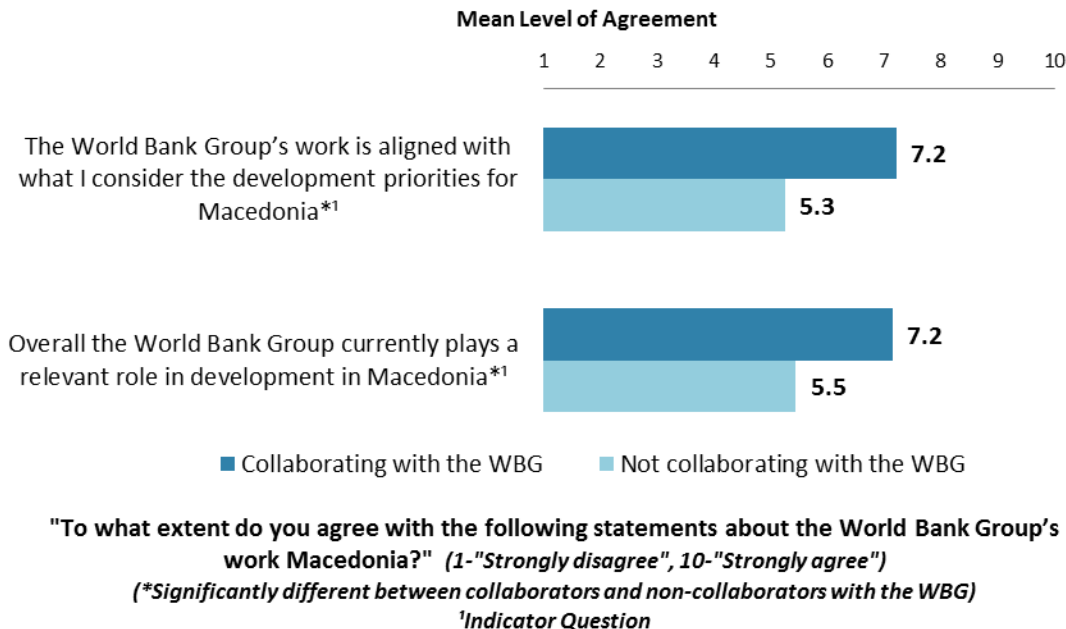 Mean Level of Agreement
1 2 3 4 5 6 7 8 9 10
The World Bank Group's work is aligned with
what I consider the development priorities for
Macedonia*¹
7.2
5.3
Overall the World Bank Group currently plays a
relevant role in development in Macedonia*¹
7.2
5.5
Collaborating with the WBG Not collaborating with the WBG
"To what extent do you agree with the following statements about the World Bank Group's
work Macedonia?" (1-"Strongly disagree", 10-"Strongly agree")
(*Significantly different between collaborators and non-collaborators with the WBG)
¹Indicator Question